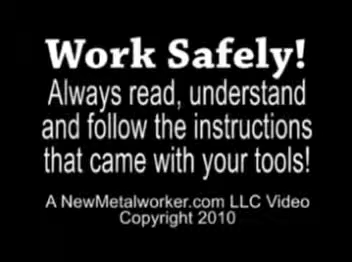 Work Safely!
Always read, understand
and follow the instructions
that came with your tools!
A NewMetalworker.com LLC Video
Copyright 2010